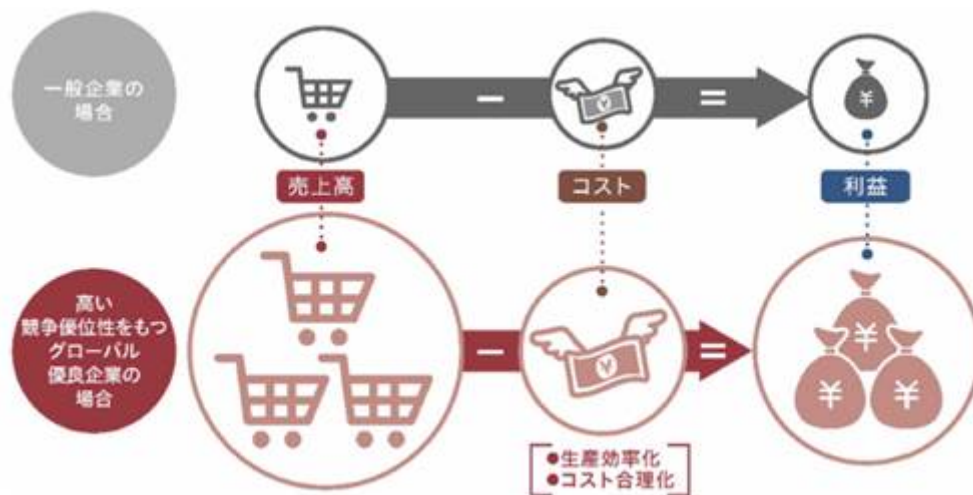 一般企業の
場合
−
=
¥
¥
売上高
コスト
利益
高い
競争優位性をもつ
グローバル
優良企業の
場合
−
¥
=
¥
¥
¥
●生産効率化
●コスト合理化